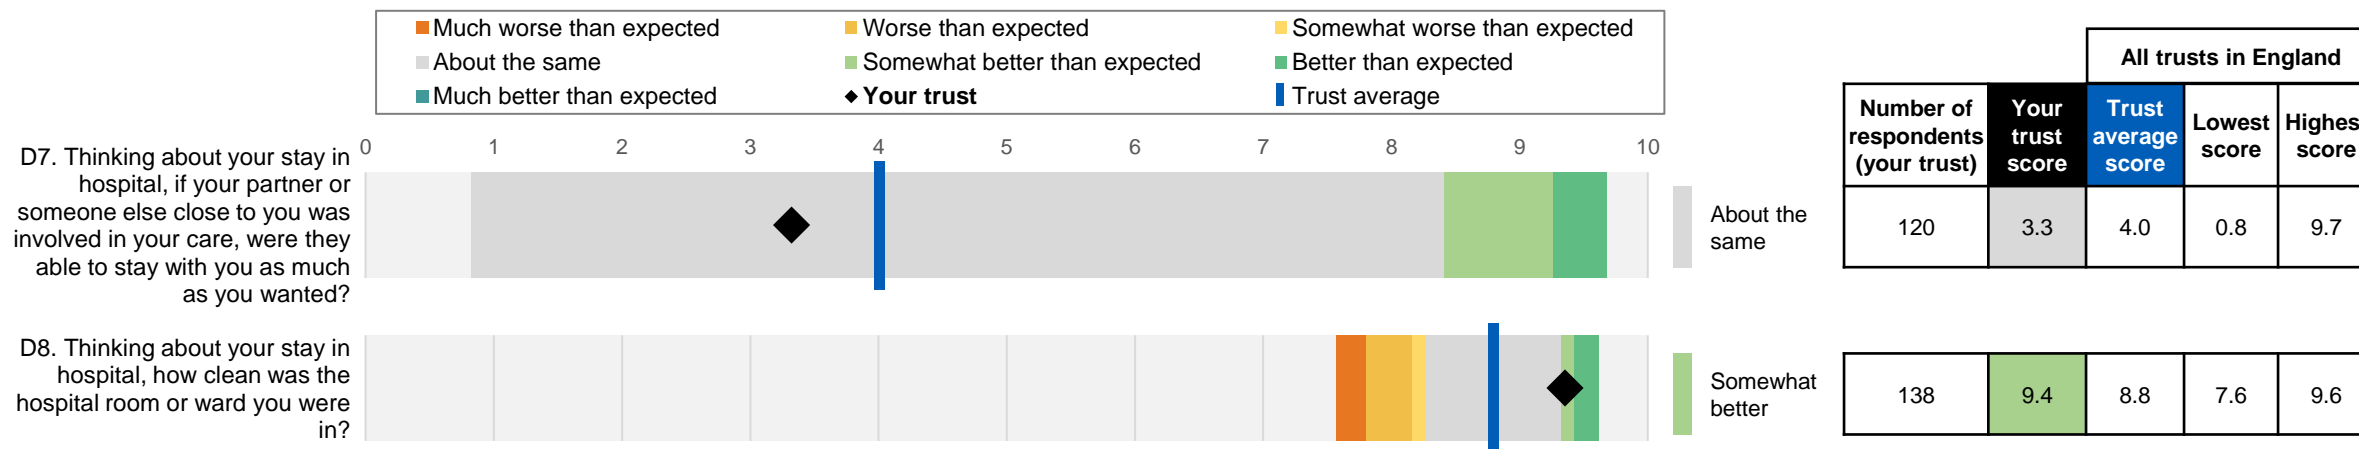 Much worse than expected
Worse than expected
Somewhat worse than expected
About the same
Somewhat better than expected
Better than expected
Much better than expected
Your trust
Trust average
All trusts in England
Number of
respondents
(your trust)
Your
trust
score
Trust
average
score
Lowest
score
Highes
score
0 1 2 3 4 5 6 7 8 9 10
D7. Thinking about your stay in
hospital, if your partner or
someone else close to you was
involved in your care, were they
able to stay with you as much
as you wanted?
About the
same
120 3.3 4.0 0.8 9.7
D8. Thinking about your stay in
hospital, how clean was the
hospital room or ward you were
in?
Somewhat
better
138 9.4 8.8 7.6 9.6